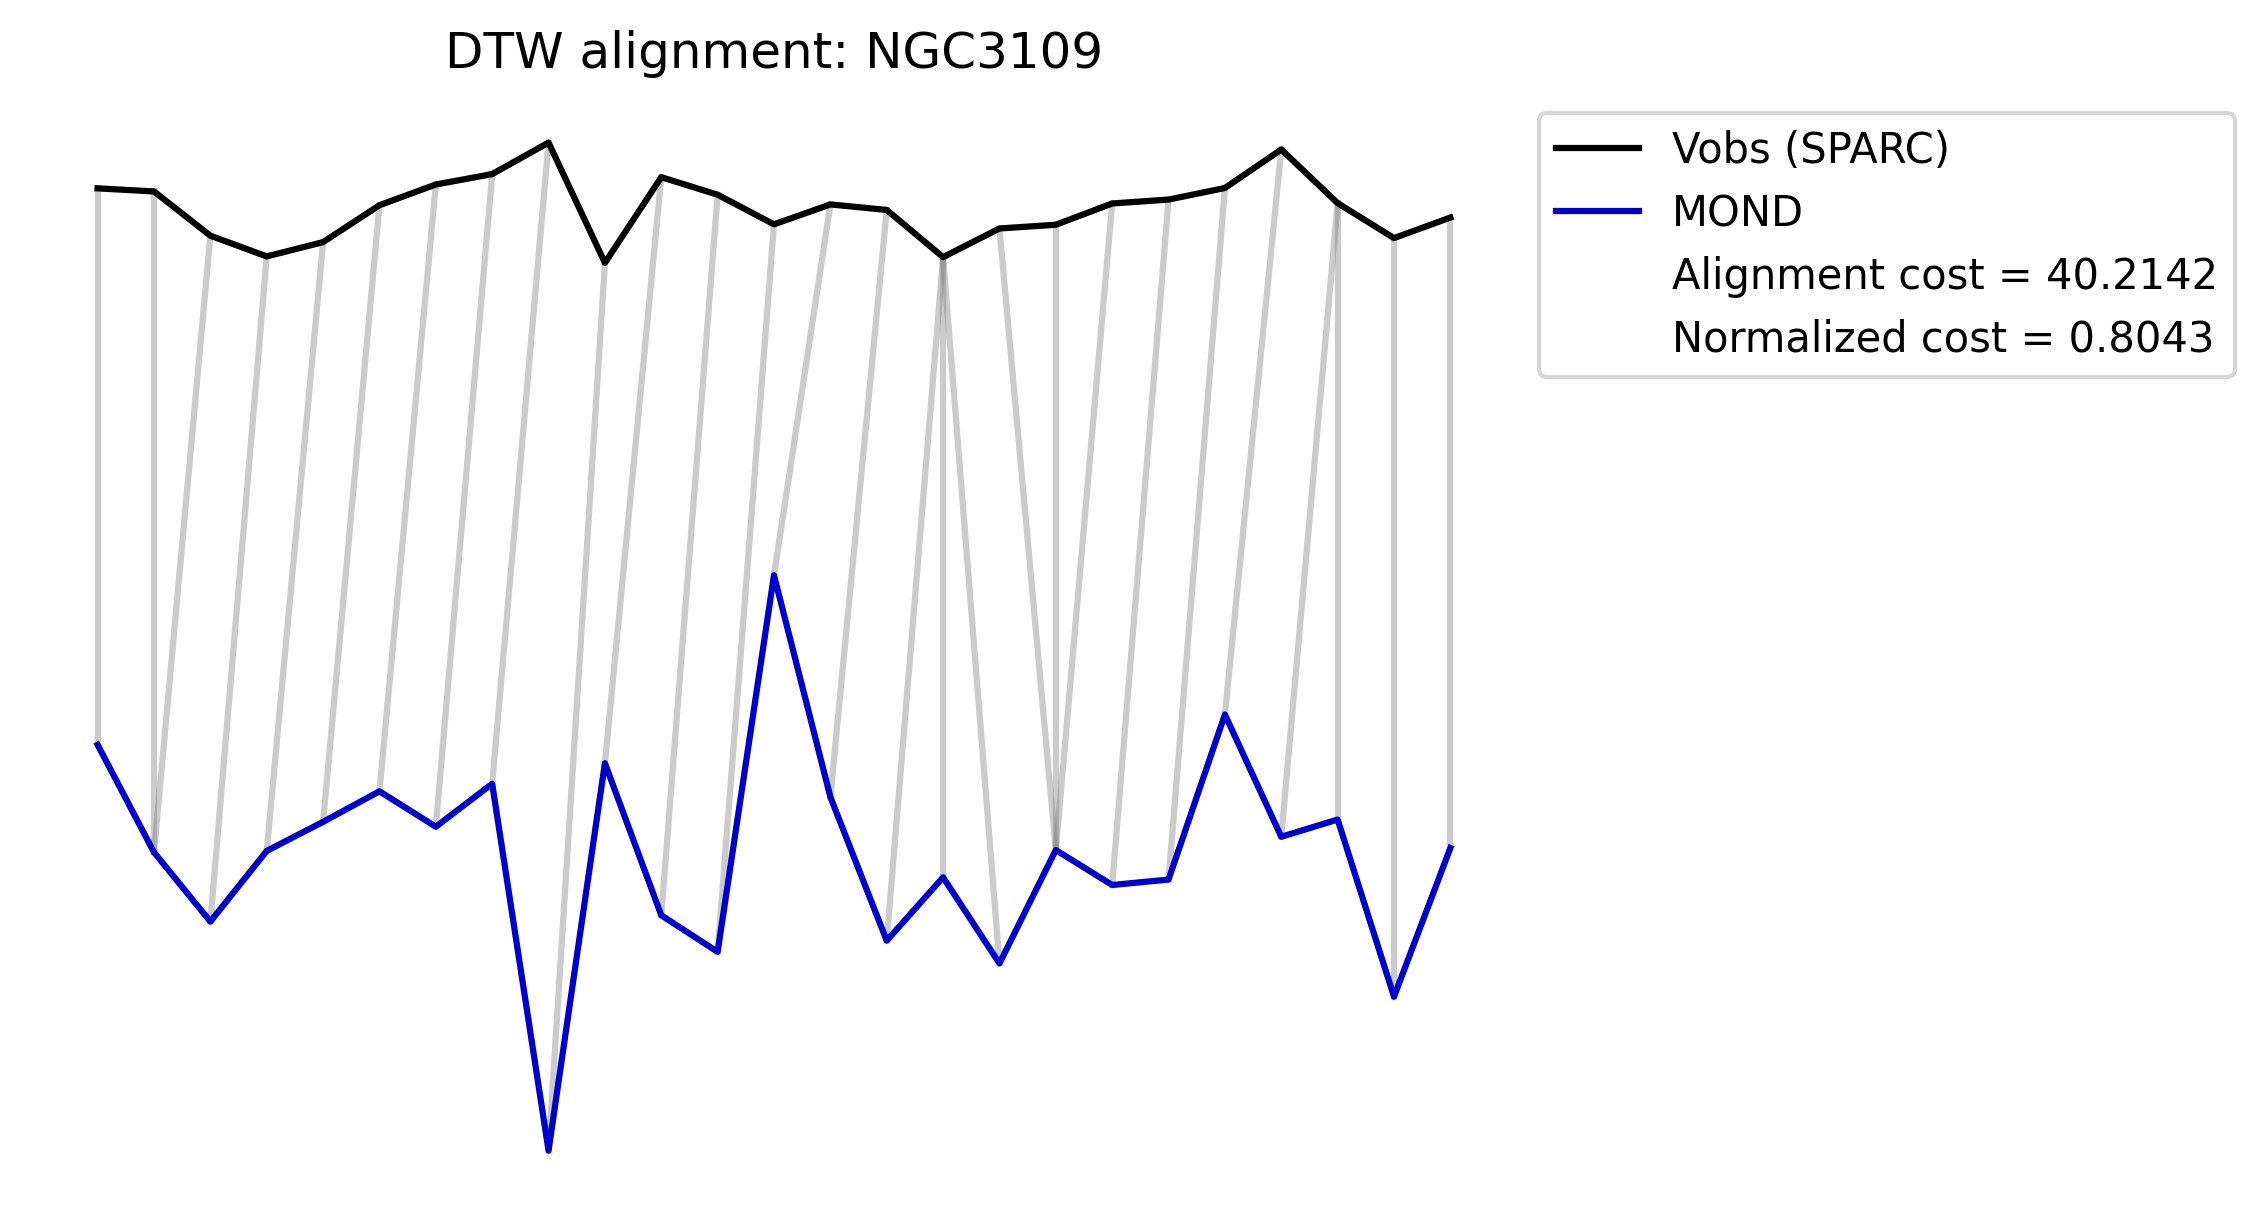 DTW alignment: NGC3109
Vobs (SPARC)
MOND
Alignment cost = 40.2142
Normalized cost = 0.8043